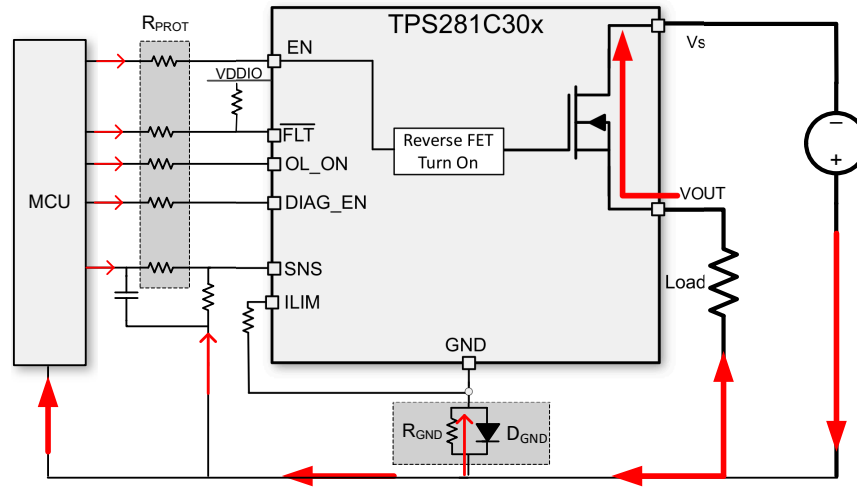 TPS281C30x
RPROT
EN
Vs
VDDIO
FLT
Reverse FET
Turn On
−
+
OL_ON
VOUT
MCU
DIAG_EN
SNS
Load
ILIM
GND
RGND
DGND